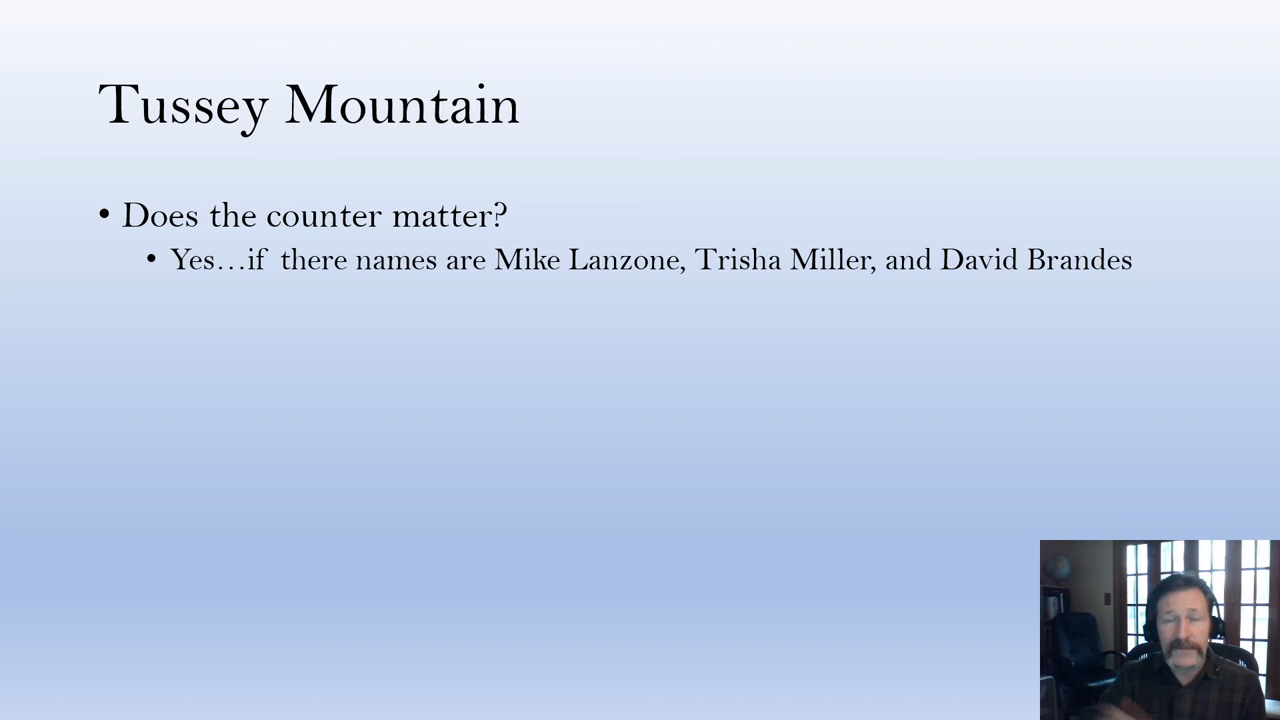 Tussey Mountain
• Does the counter matter?
• Yes…if there names are Mike Lanzone, Trisha Miller, and David Brandes